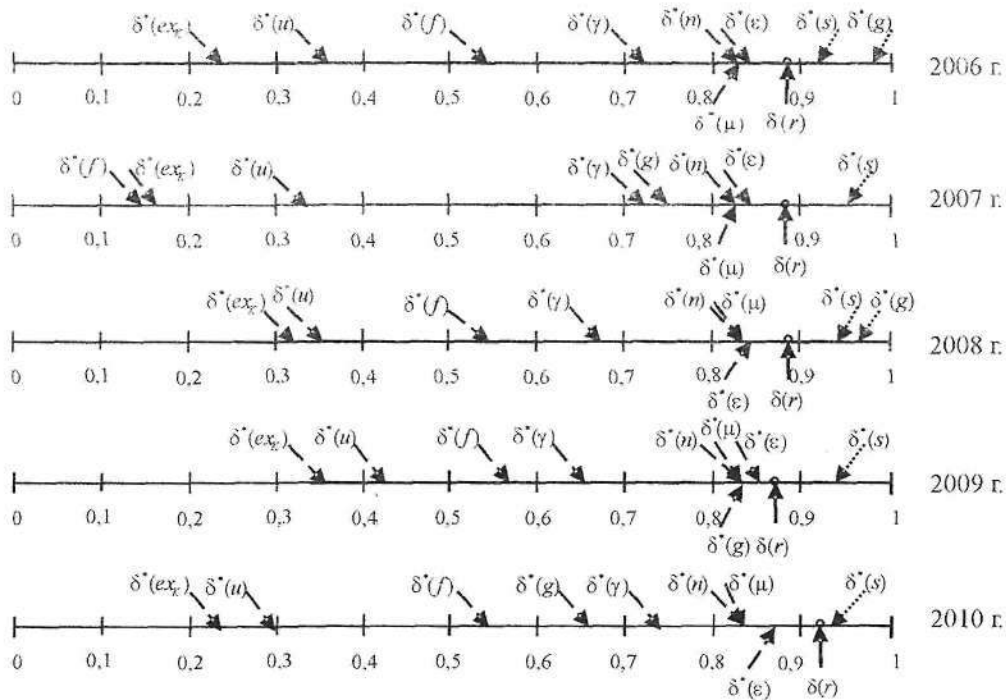 δ*(ex_g) δ*(u) δ*(f) δ*(γ) δ*(n) δ*(ε) δ*(s) δ*(g)
2006 г.
0 0,1 0,2 0,3 0,4 0,5 0,6 0,7 0,8 0,9 1
δ*(μ) δ(r)
δ*(f) δ*(ex_g) δ*(u) δ*(γ) δ*(g) δ*(n) δ*(ε) δ*(s)
2007 г.
0 0,1 0,2 0,3 0,4 0,5 0,6 0,7 0,8 0,9 1
δ*(μ) δ(r)
δ*(ex_g) δ*(u) δ*(f) δ*(γ) δ*(n) δ*(μ) δ*(s) δ*(g)
2008 г.
0 0,1 0,2 0,3 0,4 0,5 0,6 0,7 0,8 0,9 1
δ*(ε) δ(r)
δ*(ex_g) δ*(u) δ*(f) δ*(γ) δ*(n) δ*(μ) δ*(ε) δ*(s)
2009 г.
0 0,1 0,2 0,3 0,4 0,5 0,6 0,7 0,8 0,9 1
δ*(g) δ(r)
δ*(ex_g) δ*(u) δ*(f) δ*(g) δ*(γ) δ*(n) δ*(μ) δ*(s)
2010 г.
0 0,1 0,2 0,3 0,4 0,5 0,6 0,7 0,8 0,9 1
δ*(ε) δ(r)